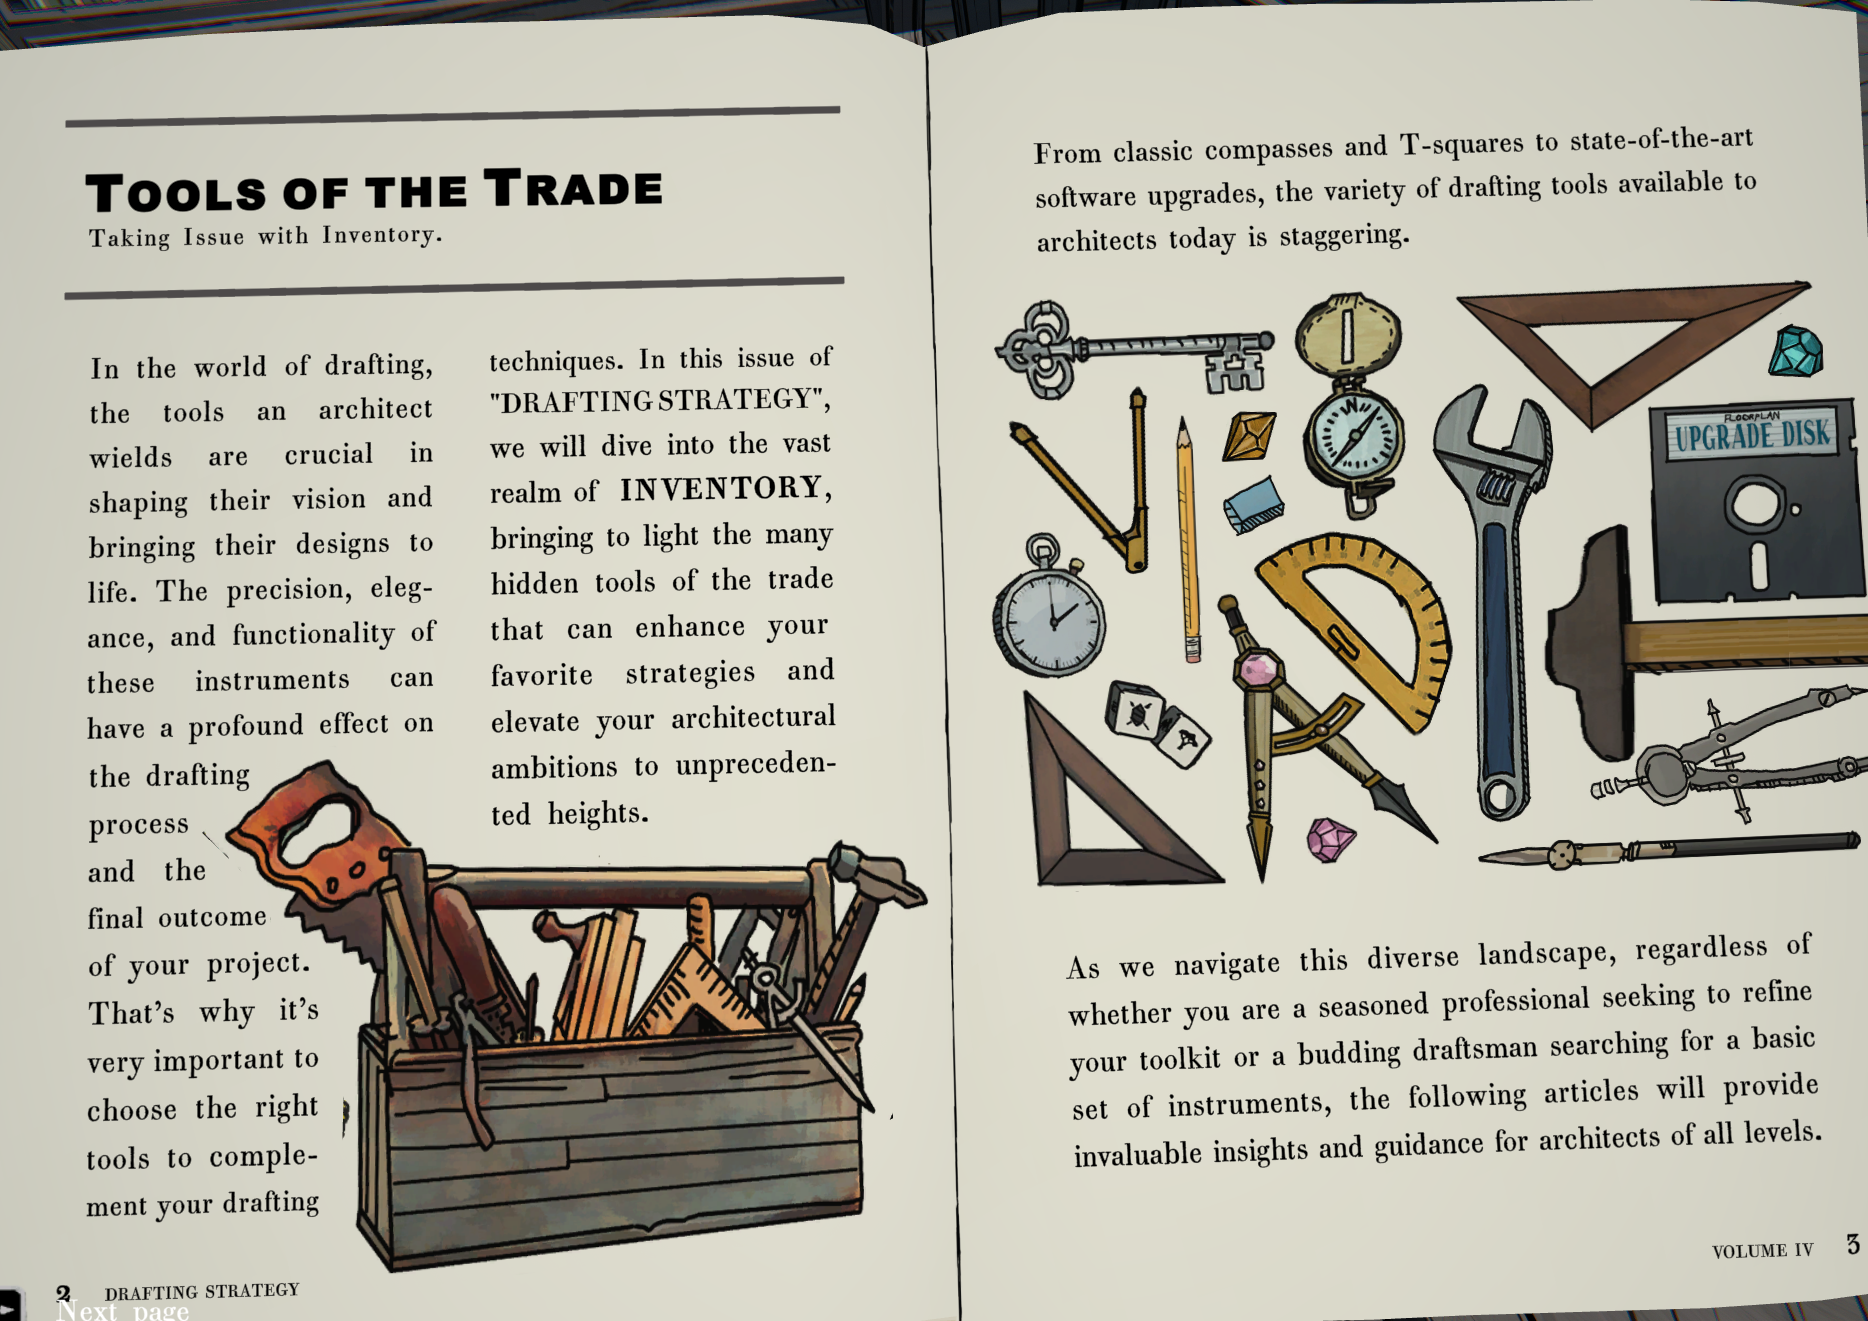 TOOLS OF THE TRADE
Taking Issue with Inventory.
In the world of drafting,
the tools an architect
wields are crucial in
shaping their vision and
bringing their designs to
life. The precision, eleg-
ance, and functionality of
these instruments can
have a profound effect on
the drafting
process
and the
final outcome
of your project.
That's why it's
very important to
choose the right
tools to comple-
ment your drafting
techniques. In this issue of
"DRAFTING STRATEGY",
we will dive into the vast
realm of INVENTORY,
bringing to light the many
hidden tools of the trade
that can enhance your
favorite strategies and
elevate your architectural
ambitions to unpreceden-
ted heights.
2 DRAFTING STRATEGY
Next page
From classic compasses and T-squares to state-of-the-art
software upgrades, the variety of drafting tools available to
architects today is staggering.
N
FLOORPLAN
UPGRADE DISK
As we navigate this diverse landscape, regardless of
whether you are a seasoned professional seeking to refine
your toolkit or a budding draftsman searching for a basic
set of instruments, the following articles will provide
invaluable insights and guidance for architects of all levels.
VOLUME IV 3